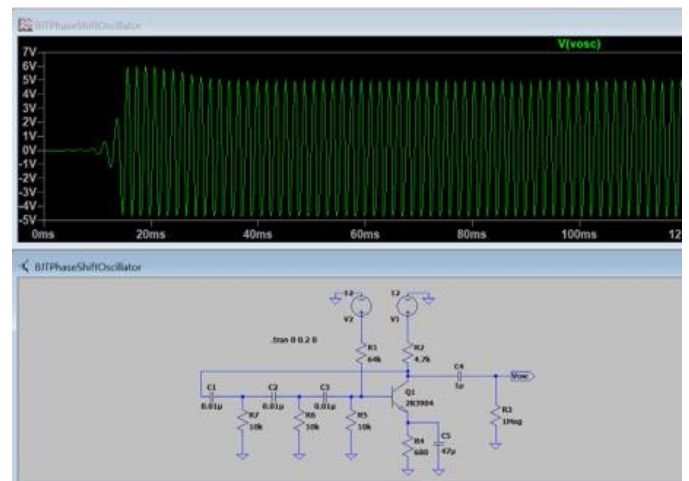 BJTPhaseShiftOscillator
V(vosc)
7V
6V
5V
4V
3V
2V
1V
0V
-1V
-2V
-3V
-4V
-5V
0ms 20ms 40ms 60ms 80ms 100ms 12
BJTPhaseShiftOscillator
12 12
V2 V1
.tran 0 0.2 0
R1 R2
64k 4.7k
C4
1µ
Vosc
C1 C2 C3
0.01µ 0.01µ 0.01µ
Q1
2N3904
R7 R6 R5
10k 10k 10k
R3
1Meg
R4 C5
680 47µ